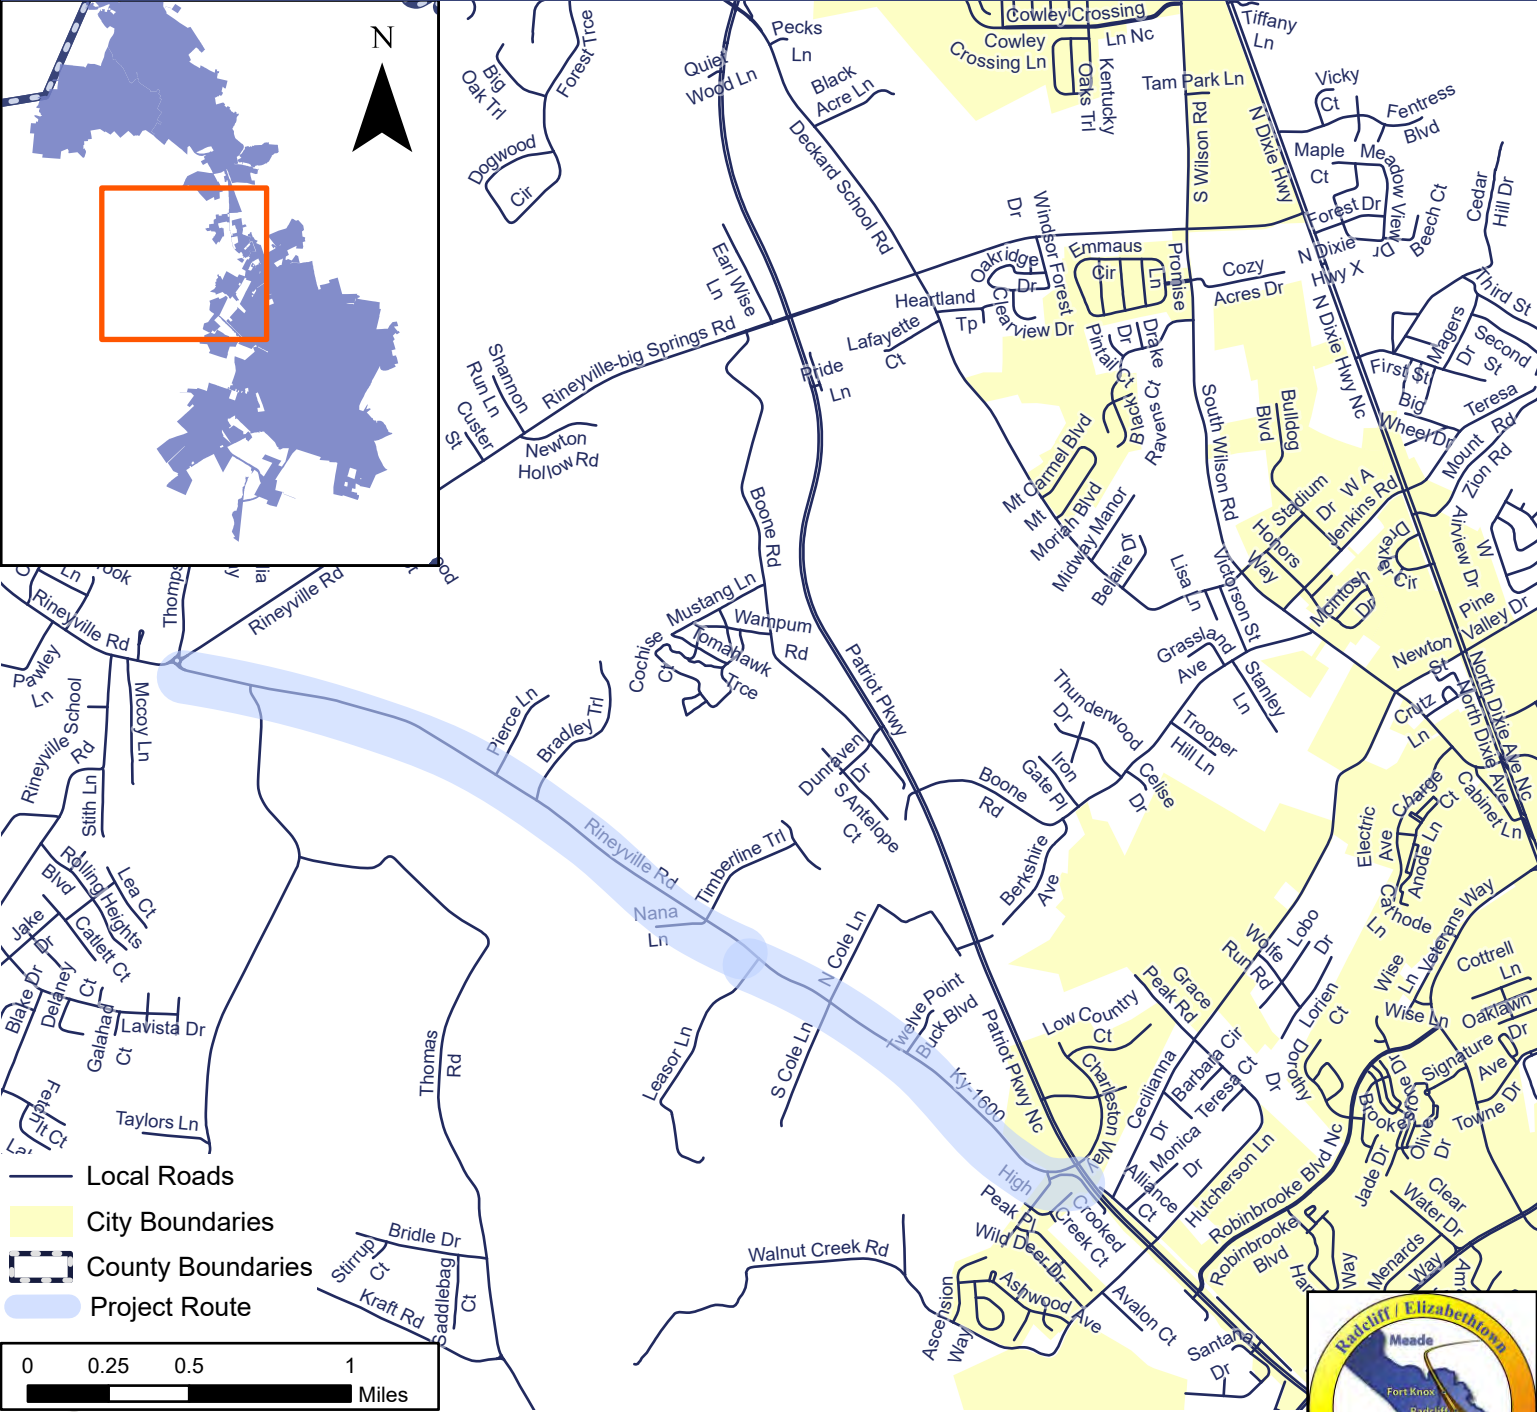 N
Cowley Crossing
Cowley
Crossing Ln
Ln Nc
Oaks Trl
Kentucky
Tiffany
Ln
Pecks
Ln
Quiet
Wood Ln
Black
Acre Ln
Big
Oak Trl
Forest Trce
Dogwood
Cir
Deckard School Rd
Tam Park Ln
S Wilson Rd
N Dixie Hwy
Vicky
Ct
Fentress
Blvd
Maple
Ct
Meadow View
Dr
Forest Dr
Beech Ct
Cedar
Hill Dr
N Dixie
Hwy X
Earl Wise
Ln
Windsor Forest
Dr
Oakridge
Dr
Emmaus
Cir
Ln
Promise
Cozy
Acres Dr
Heartland
Tp
Clearview Dr
Lafayette
Ct
Pride
Ln
Pintail Ct
Drake
Dr
Black
Ravens Ct
Third St
Second
St
Magers
Dr
First St
Big
Wheel Dr
Teresa
Rd
Mount
Zion Rd
N Dixie Hwy Nc
Shannon
Run Ln
Custer
St
Rineyville-big Springs Rd
Newton
Hollow Rd
Boone Rd
South Wilson Rd
Bulldog
Blvd
Mt Carmel Blvd
Mt
Moriah Blvd
Midway Manor
Belaire Dr
Stadium
Dr
W A
Jenkins Rd
Honors
Way
Drexler Cir
Mcintosh
Dr
Airview Dr
W
Pine
Valley Dr
Newton
St
Lisa Ln
Victorson St
Grassland
Ave
Stanley
Ln
Crutz
Ln
North Dixie Ave Nc
North Dixie Ave
N
Ln
ook
Thomps
Rineyville Rd
Rineyville Rd
Pawley
Ln
School
Rineyville
Rd
Mccoy Ln
Stith Ln
Mustang Ln
Wampum
Rd
Cochise
Ct
Tomahawk
Trce
Patriot Pkwy
Pierce Ln
Bradley Trl
Dunraven
Dr
S Antelope
Ct
Boone
Rd
Thunderwood
Dr
Iron
Gate Pl
Celise
Dr
Trooper
Hill Ln
Berkshire
Ave
Electric
Ave
Charge
Ct
Anode Ln
Cathode
Ln
Cabinet Ln
Rineyville Rd
Timberline Trl
Nana
Ln
N Cole Ln
S Cole Ln
Leasor Ln
Twelve Point
Buck Blvd
Ky-1600
Patriot Pkwy Nc
Rolling Heights
Blvd
Lea Ct
Catlett Ct
Jake
Dr
Blake Dr
Delaney
Ct
Galahad
Ct
Lavista Dr
Fetch
It Ct
Taylors Ln
Thomas
Rd
Low Country
Ct
Charleston Way
Grace
Peak Rd
Wolfe
Run Rd
Lobo
Dr
Lorien
Ct
Dorothy
Dr
Cecilianna
Dr
Barbara Cir
Teresa Ct
Monica
Dr
Alliance
Ct
Hutcherson Ln
Wise
Ln
Veterans Way
Wise Ln
Cottrell
Ln
Oaklawn
Dr
Signature
Ave
Towne Dr
Brookstone Dr
Olive
Dr
Jade Dr
Robinbrooke Blvd Nc
Robinbrooke
Blvd
Clear
Water Dr
Menards
Way
Way
High
Peak Pl
Crooked
Creek Ct
Wild Deer Dr
Ashwood Ave
Ascension
Way
Avalon Ct
Santana
Dr
Walnut Creek Rd
Bridle Dr
Stirrup
Ct
Saddlebag
Ct
Kraft Rd
Local Roads
City Boundaries
County Boundaries
Project Route
0 0.25 0.5 1
Miles
Radcliff / Elizabethtown
Meade
Fort Knox
Radcliff